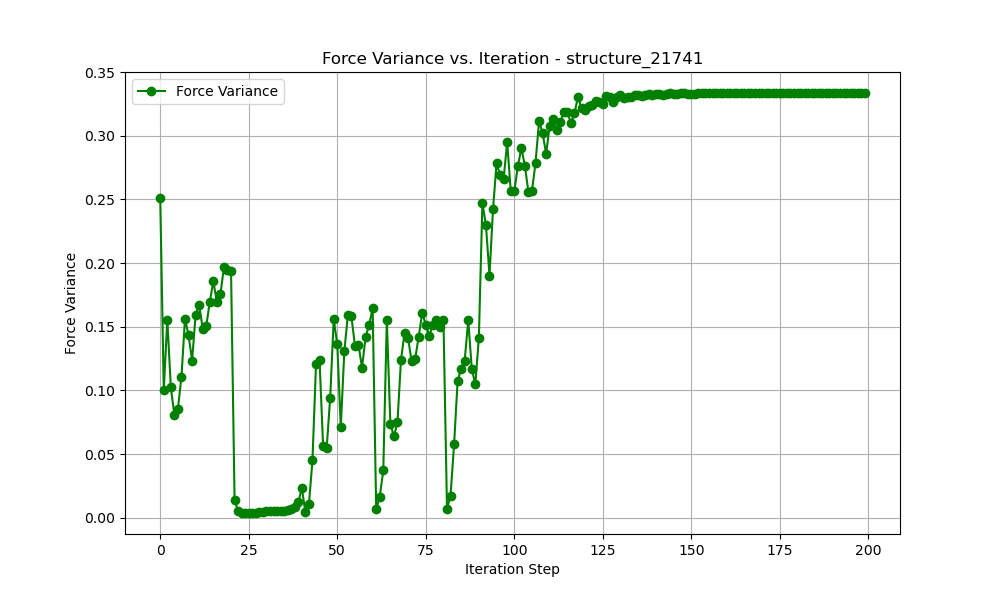 Force Variance vs. Iteration - structure_21741
Force Variance
0.35
0.30
0.25
0.20
0.15
0.10
0.05
0.00
Force Variance
0 25 50 75 100 125 150 175 200
Iteration Step